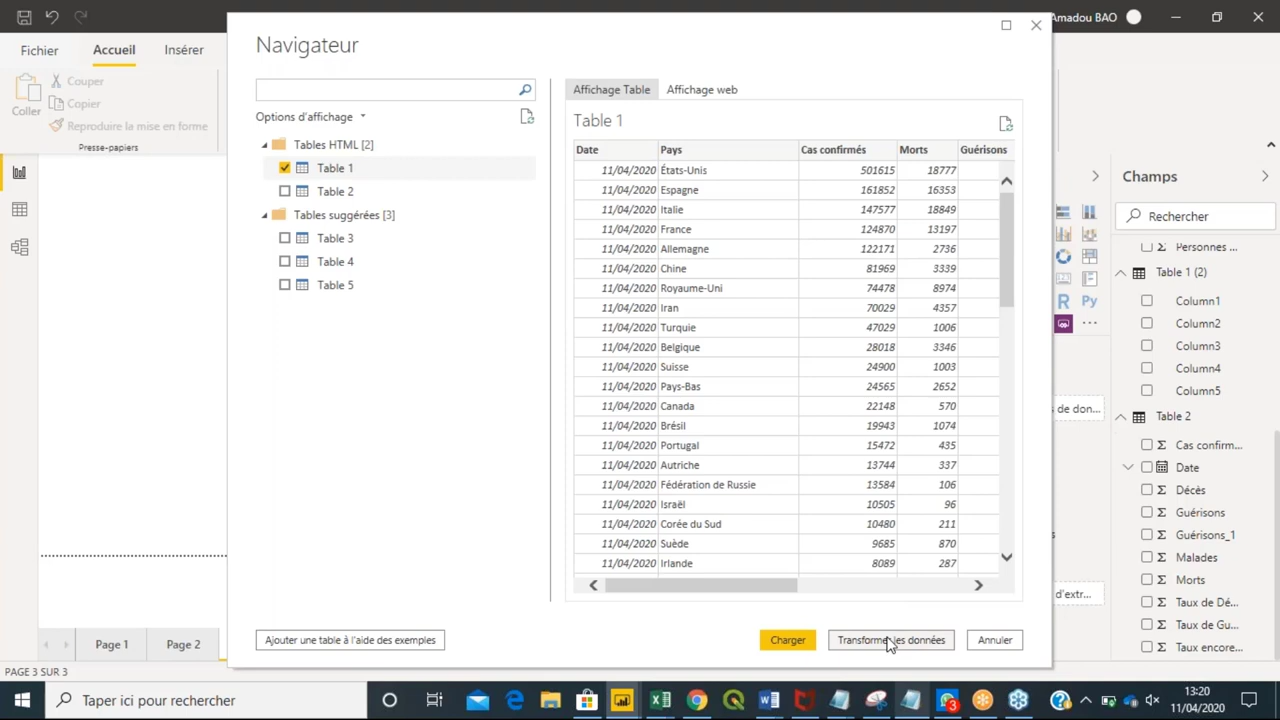 Amadou BAO
Fichier
Accueil
Insérer
Couper
Copier
Coller
Reproduire la mise en forme
Presse-papiers
Navigateur
Options d'affichage
Tables HTML [2]
Table 1
Table 2
Tables suggérées [3]
Table 3
Table 4
Table 5
Affichage Table
Affichage web
Table 1
Date Pays Cas confirmés Morts Guérisons
11/04/2020 États-Unis 501615 18777
11/04/2020 Espagne 161852 16353
11/04/2020 Italie 147577 18849
11/04/2020 France 124870 13197
11/04/2020 Allemagne 122171 2736
11/04/2020 Chine 81969 3339
11/04/2020 Royaume-Uni 74478 8974
11/04/2020 Iran 70029 4357
11/04/2020 Turquie 47029 1006
11/04/2020 Belgique 28018 3346
11/04/2020 Suisse 24900 1003
11/04/2020 Pays-Bas 24565 2652
11/04/2020 Canada 22148 570
11/04/2020 Brésil 19943 1074
11/04/2020 Portugal 15472 435
11/04/2020 Autriche 13744 337
11/04/2020 Fédération de Russie 13584 106
11/04/2020 Israël 10505 96
11/04/2020 Corée du Sud 10480 211
11/04/2020 Suède 9685 870
11/04/2020 Irlande 8089 287
Ajouter une table à l'aide des exemples
Charger
Transformer les données
Annuler
Champs
Rechercher
Personnes ...
Table 1 (2)
Column1
Column2
Column3
Column4
Column5
Table 2
Cas confirm...
Date
Décès
Guérisons
Guérisons_1
Malades
Morts
Taux de Dé...
Taux de Gu...
Taux encore...
R Py
123
de don...
d'extr...
Page 1
Page 2
PAGE 3 SUR 3
Taper ici pour rechercher
3
13:20
11/04/2020